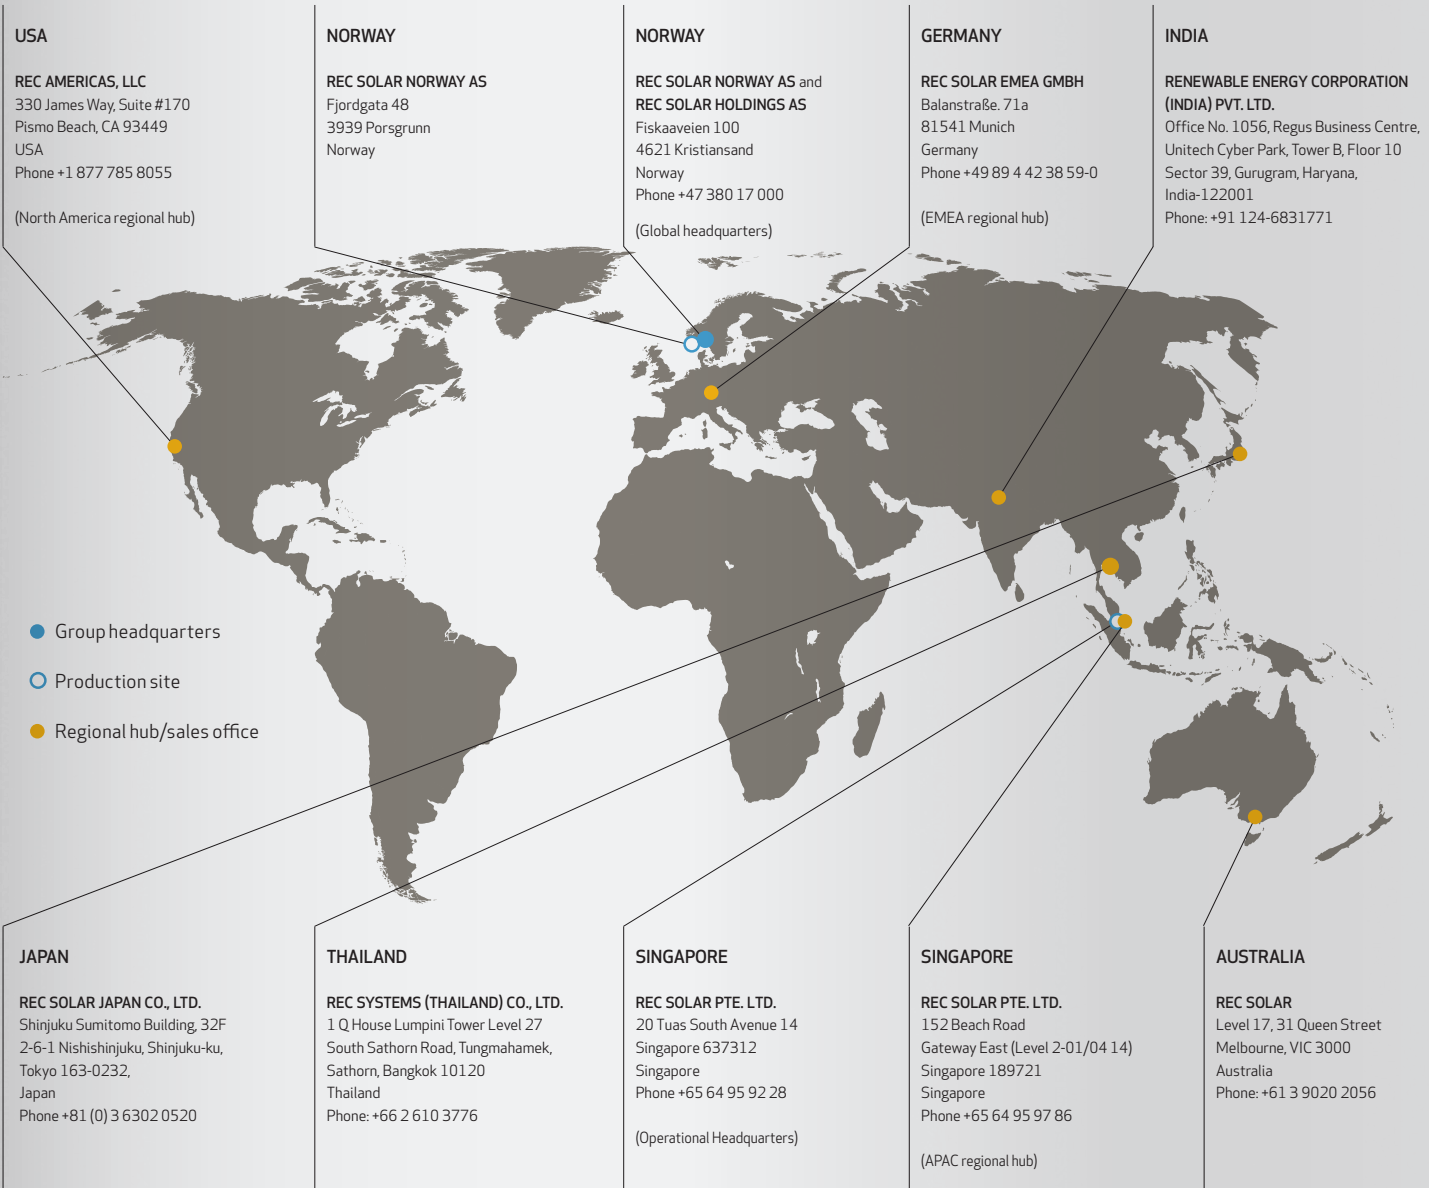 USA
REC AMERICAS, LLC
330 James Way, Suite #170
Pismo Beach, CA 93449
USA
Phone +1 877 785 8055
(North America regional hub)
NORWAY
REC SOLAR NORWAY AS
Fjordgata 48
3939 Porsgrunn
Norway
NORWAY
REC SOLAR NORWAY AS and
REC SOLAR HOLDINGS AS
Fiskaaveien 100
4621 Kristiansand
Norway
Phone +47 380 17 000
(Global headquarters)
GERMANY
REC SOLAR EMEA GMBH
Balanstraße. 71a
81541 Munich
Germany
Phone +49 89 4 42 38 59-0
(EMEA regional hub)
INDIA
RENEWABLE ENERGY CORPORATION
(INDIA) PVT. LTD.
Office No. 1056, Regus Business Centre,
Unitech Cyber Park, Tower B, Floor 10
Sector 39, Gurugram, Haryana,
India-122001
Phone: +91 124-6831771
Group headquarters
Production site
Regional hub/sales office
JAPAN
REC SOLAR JAPAN CO., LTD.
Shinjuku Sumitomo Building, 32F
2-6-1 Nishishinjuku, Shinjuku-ku,
Tokyo 163-0232,
Japan
Phone +81 (0) 3 6302 0520
THAILAND
REC SYSTEMS (THAILAND) CO., LTD.
1 Q House Lumpini Tower Level 27
South Sathorn Road, Tungmahamek,
Sathorn, Bangkok 10120
Thailand
Phone: +66 2 610 3776
SINGAPORE
REC SOLAR PTE. LTD.
20 Tuas South Avenue 14
Singapore 637312
Singapore
Phone +65 64 95 92 28
(Operational Headquarters)
SINGAPORE
REC SOLAR PTE. LTD.
152 Beach Road
Gateway East (Level 2-01/04 14)
Singapore 189721
Singapore
Phone +65 64 95 97 86
(APAC regional hub)
AUSTRALIA
REC SOLAR
Level 17, 31 Queen Street
Melbourne, VIC 3000
Australia
Phone: +61 3 9020 2056